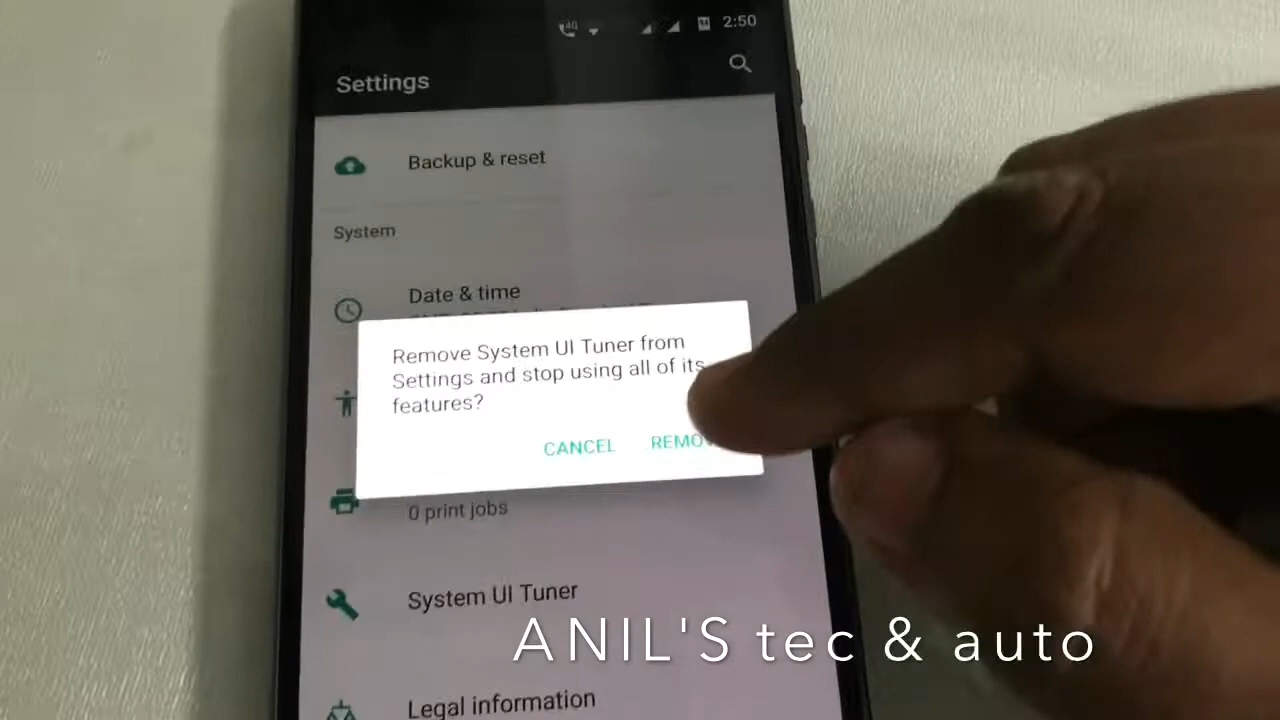 4G
2:50
Settings
Backup & reset
System
Date & time
Remove System UI Tuner from
Settings and stop using all of its
features?
CANCEL
0 print jobs
System UI Tuner
ANIL'S tec & auto
Legal information